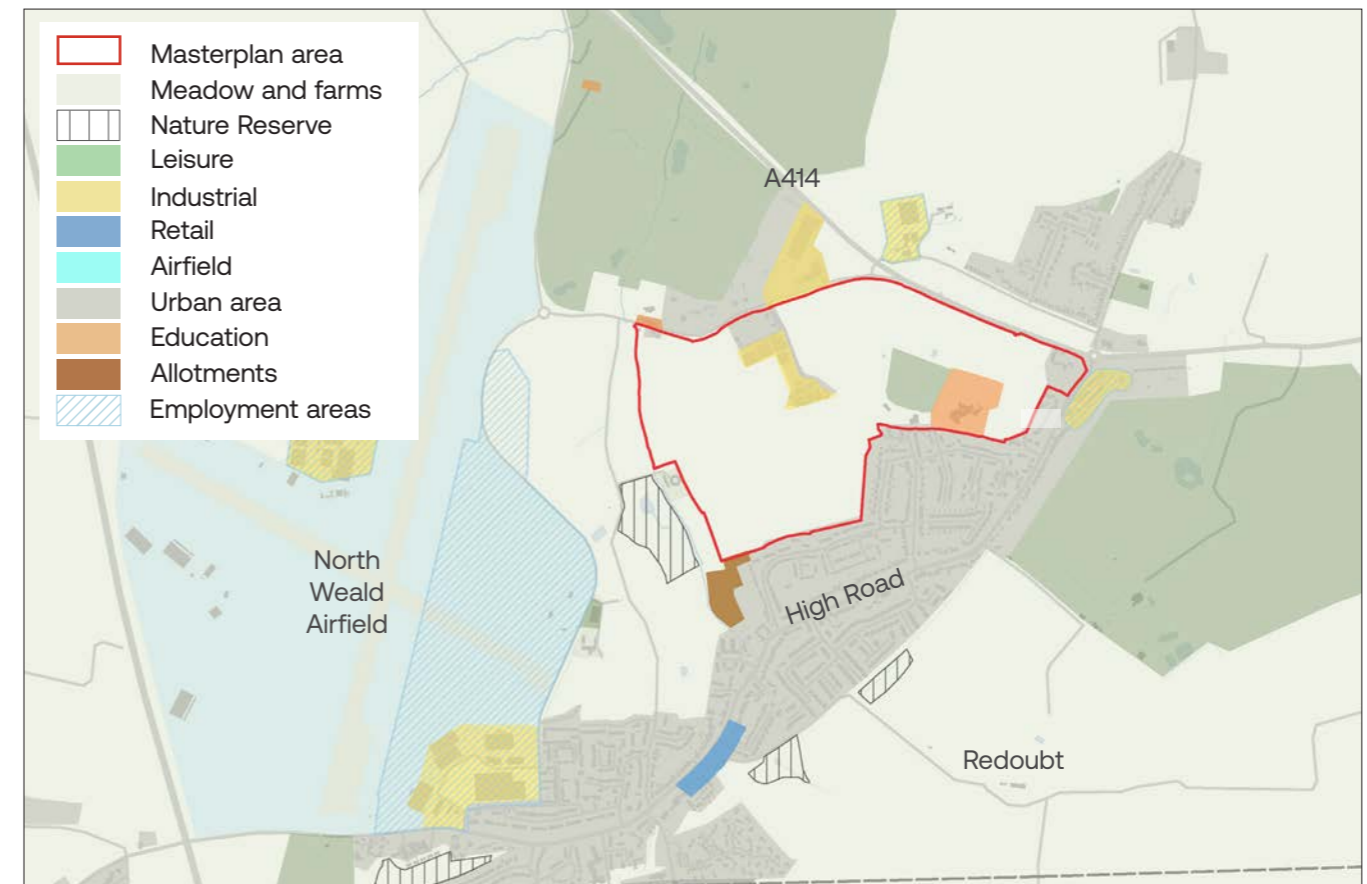 Masterplan area
Meadow and farms
Nature Reserve
Leisure
Industrial
Retail
Airfield
Urban area
Education
Allotments
Employment areas
A414
North
Weald
Airfield
High Road
Redoubt